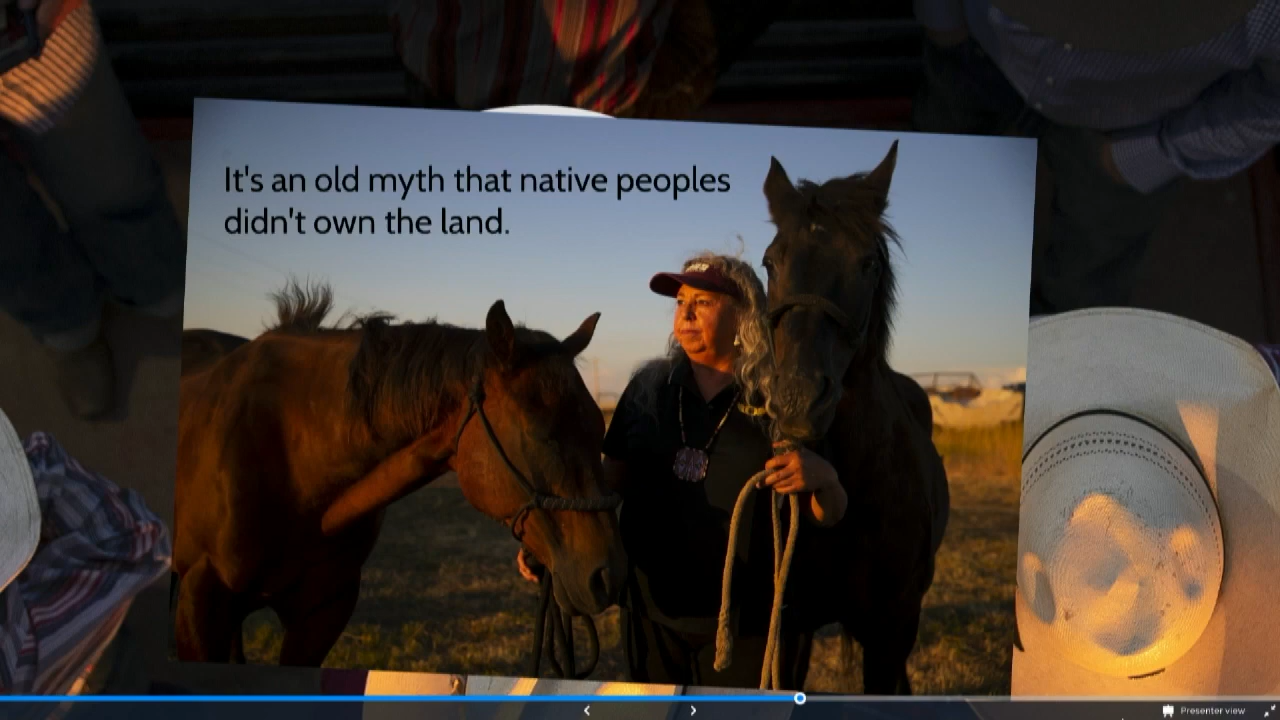 It's an old myth that native peoples
didn't own the land.
Presenter view